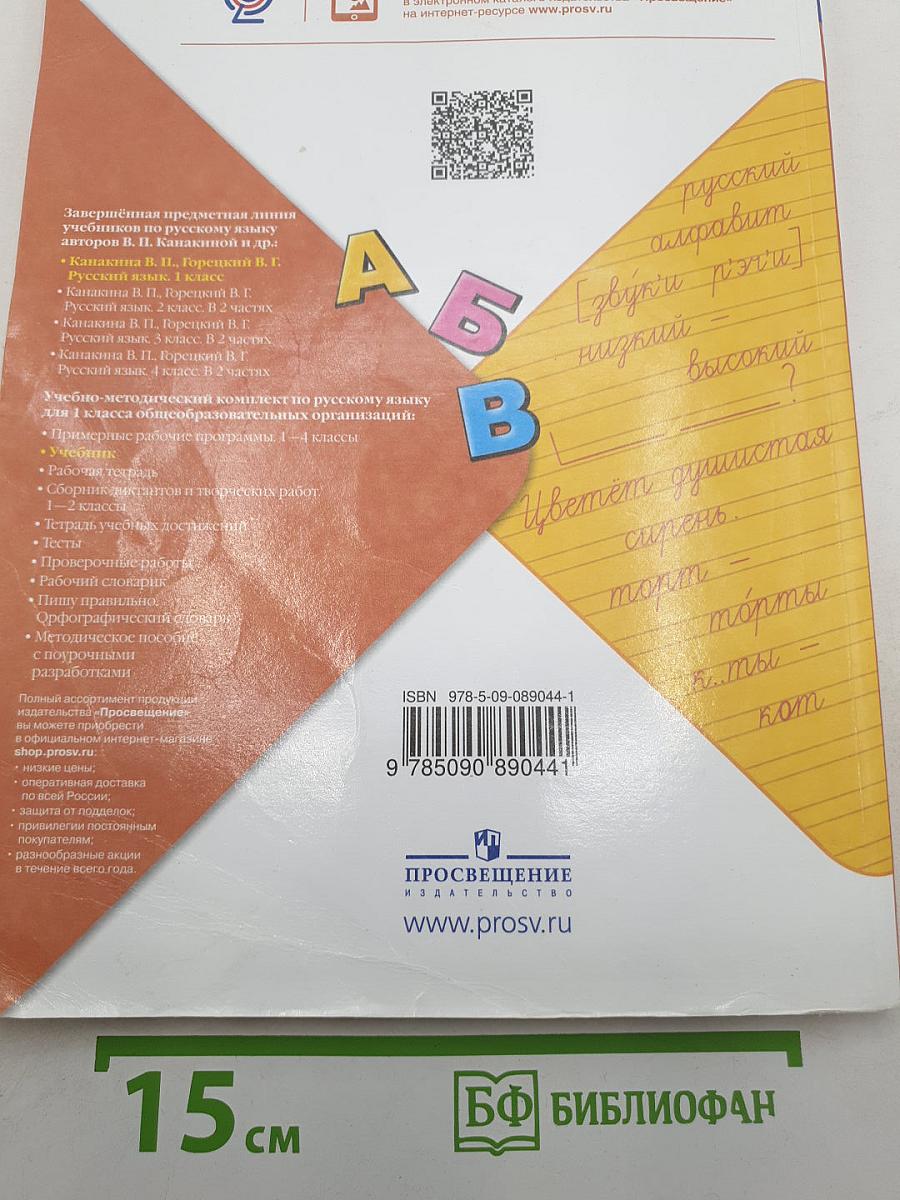 в электронном каталоге издательства «Просвещение»
на интернет-ресурсе www.prosv.ru
Завершённая предметная линия
учебников по русскому языку
авторов В. П. Канакиной и др.:
• Канакина В. П., Горецкий В. Г.
Русский язык. 1 класс
• Канакина В. П., Горецкий В. Г.
Русский язык. 2 класс. В 2 частях
• Канакина В. П., Горецкий В. Г.
Русский язык. 3 класс. В 2 частях
• Канакина В. П., Горецкий В. Г.
Русский язык. 4 класс. В 2 частях
Учебно-методический комплект по русскому языку
для 1 класса общеобразовательных организаций:
• Примерные рабочие программы. 1—4 классы
• Учебник
• Рабочая тетрадь
• Сборник диктантов и творческих работ.
1—2 классы
• Тетрадь учебных достижений
• Тесты
• Проверочные работы
• Рабочий словарик
• Пишу правильно.
Орфографический словарь
• Методическое пособие
с поурочными
разработками
Полный ассортимент продукции
издательства «Просвещение»
вы можете приобрести
в официальном интернет-магазине
shop.prosv.ru:
• низкие цены;
• оперативная доставка
по всей России;
• защита от подделок;
• привилегии постоянным
покупателям;
• разнообразные акции
в течение всего года.
А
Б
В
русский
алфавит
[звук'и р'эч'и]
низкий –
высокий
?
Цветёт душистая
сирень.
торт –
то́рты
к..ты –
кот
ISBN 978-5-09-089044-1
9 785090 890441
ИП
ПРОСВЕЩЕНИЕ
ИЗДАТЕЛЬСТВО
www.prosv.ru
15 см
БФ БИБЛИОФАН